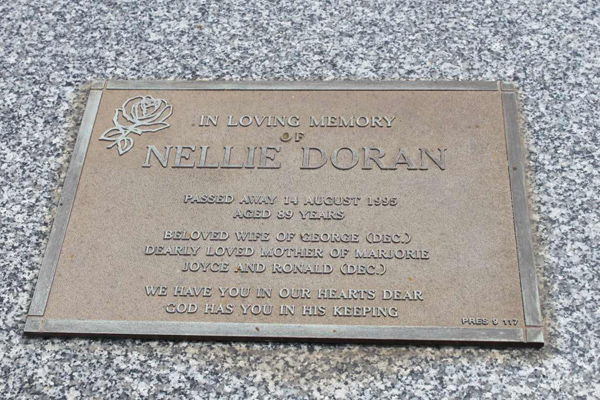 IN LOVING MEMORY
OF
NELLIE DORAN
PASSED AWAY 14 AUGUST 1995
AGED 89 YEARS
BELOVED WIFE OF GEORGE (DEC.)
DEARLY LOVED MOTHER OF MARJORIE
JOYCE AND RONALD (DEC.)
WE HAVE YOU IN OUR HEARTS DEAR
GOD HAS YOU IN HIS KEEPING
PRES 9 117